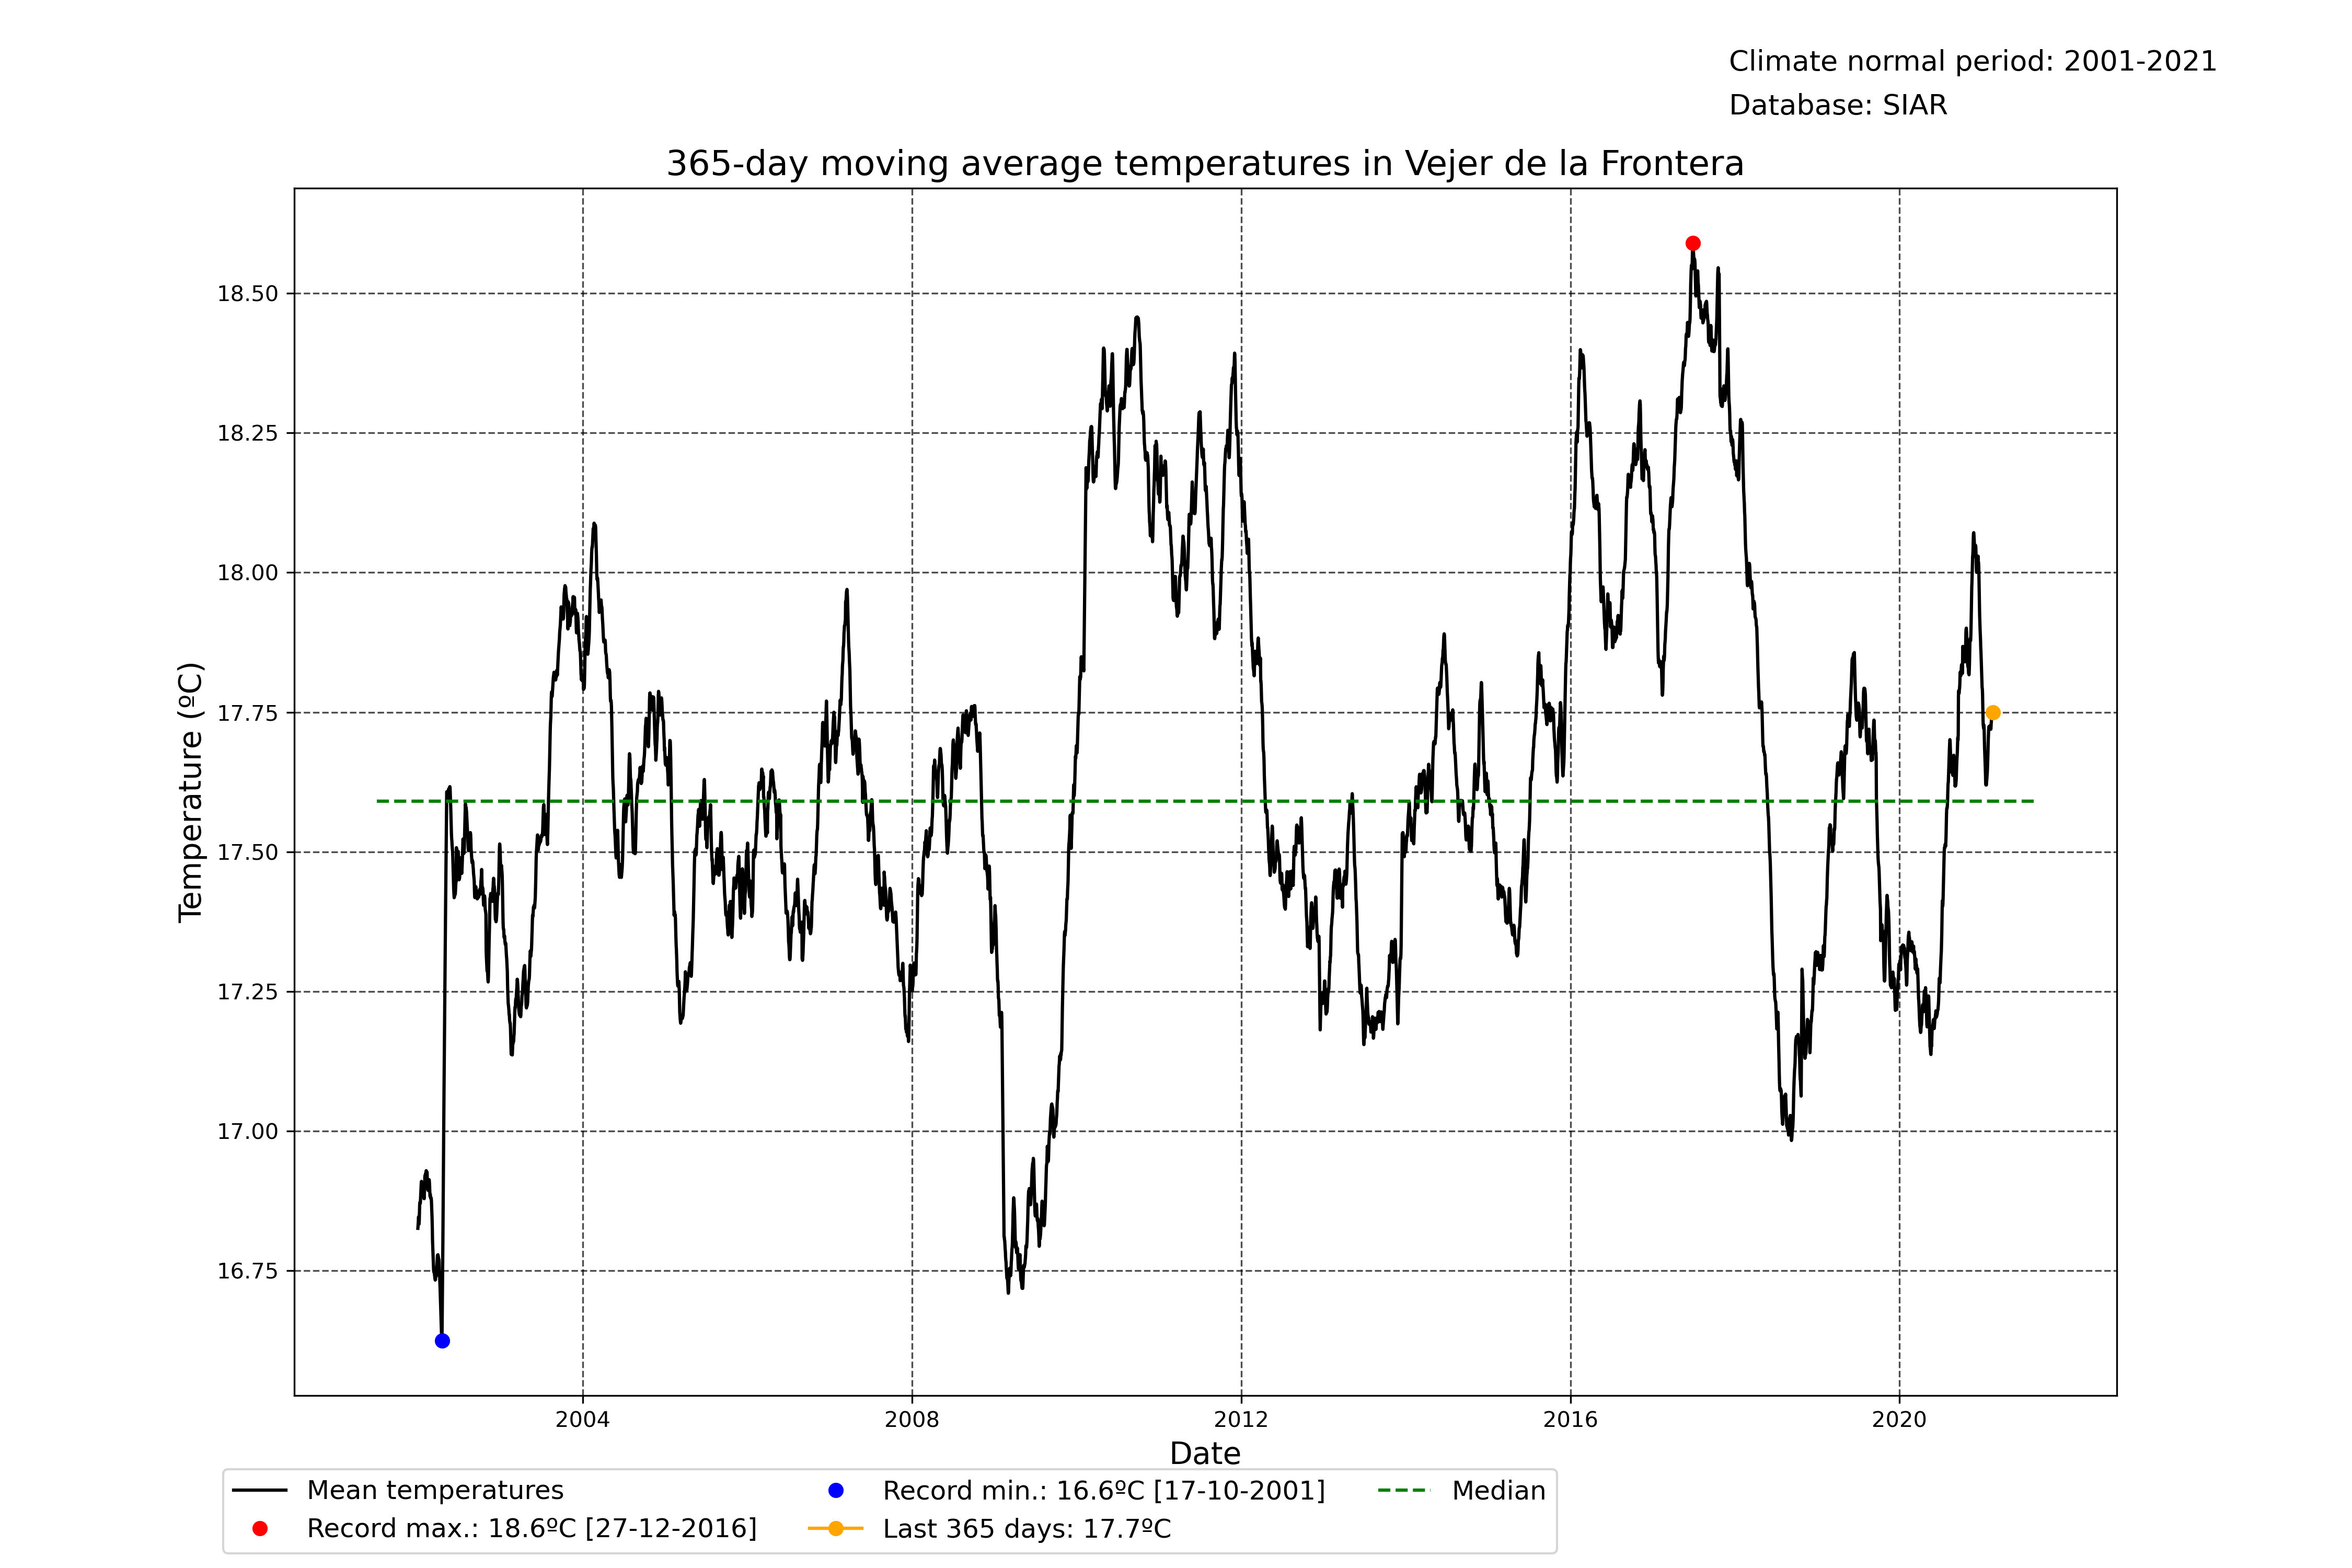 Climate normal period: 2001-2021
Database: SIAR
365-day moving average temperatures in Vejer de la Frontera
Temperature (ºC)
18.50
18.25
18.00
17.75
17.50
17.25
17.00
16.75
2004
2008
2012
2016
2020
Date
Mean temperatures
Record max.: 18.6ºC [27-12-2016]
Record min.: 16.6ºC [17-10-2001]
Last 365 days: 17.7ºC
Median